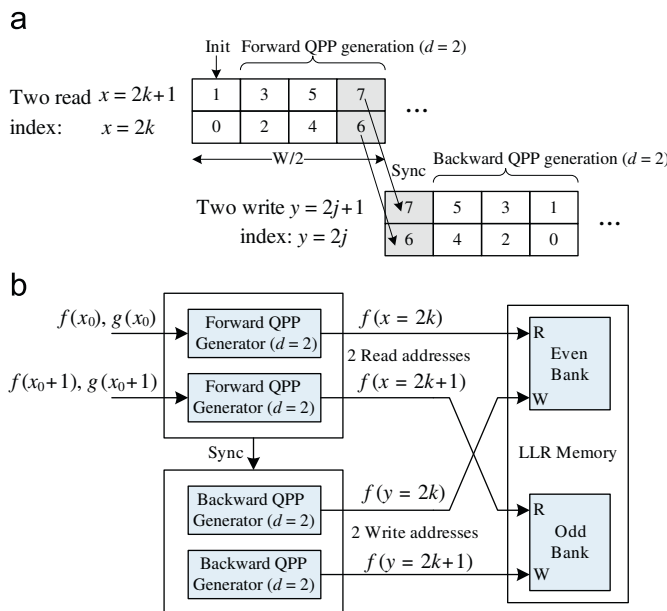 a
Init
Forward QPP generation (d = 2)
Two read x = 2k+1
index: x = 2k
1 3 5 7
0 2 4 6
...
W/2
Sync
Backward QPP generation (d = 2)
Two write y = 2j+1
index: y = 2j
7 5 3 1
6 4 2 0
...
b
f(x₀), g(x₀)
Forward QPP
Generator (d = 2)
f(x = 2k)
2 Read addresses
f(x₀+1), g(x₀+1)
Forward QPP
Generator (d = 2)
f(x = 2k+1)
Sync
Backward QPP
Generator (d = 2)
f(y = 2k)
2 Write addresses
Backward QPP
Generator (d = 2)
f(y = 2k+1)
R
Even
Bank
W
LLR Memory
R
Odd
Bank
W